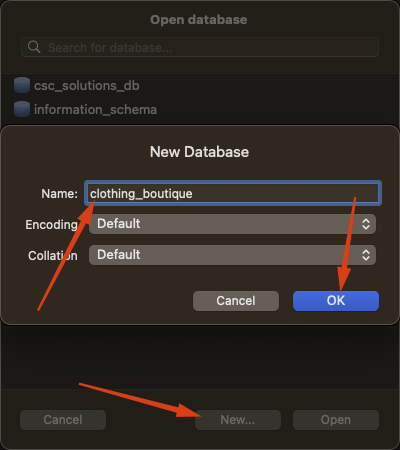 Open database
Search for database...
csc_solutions_db
information_schema
New Database
Name: clothing_boutique
Encoding Default
Collation Default
Cancel OK
Cancel New... Open